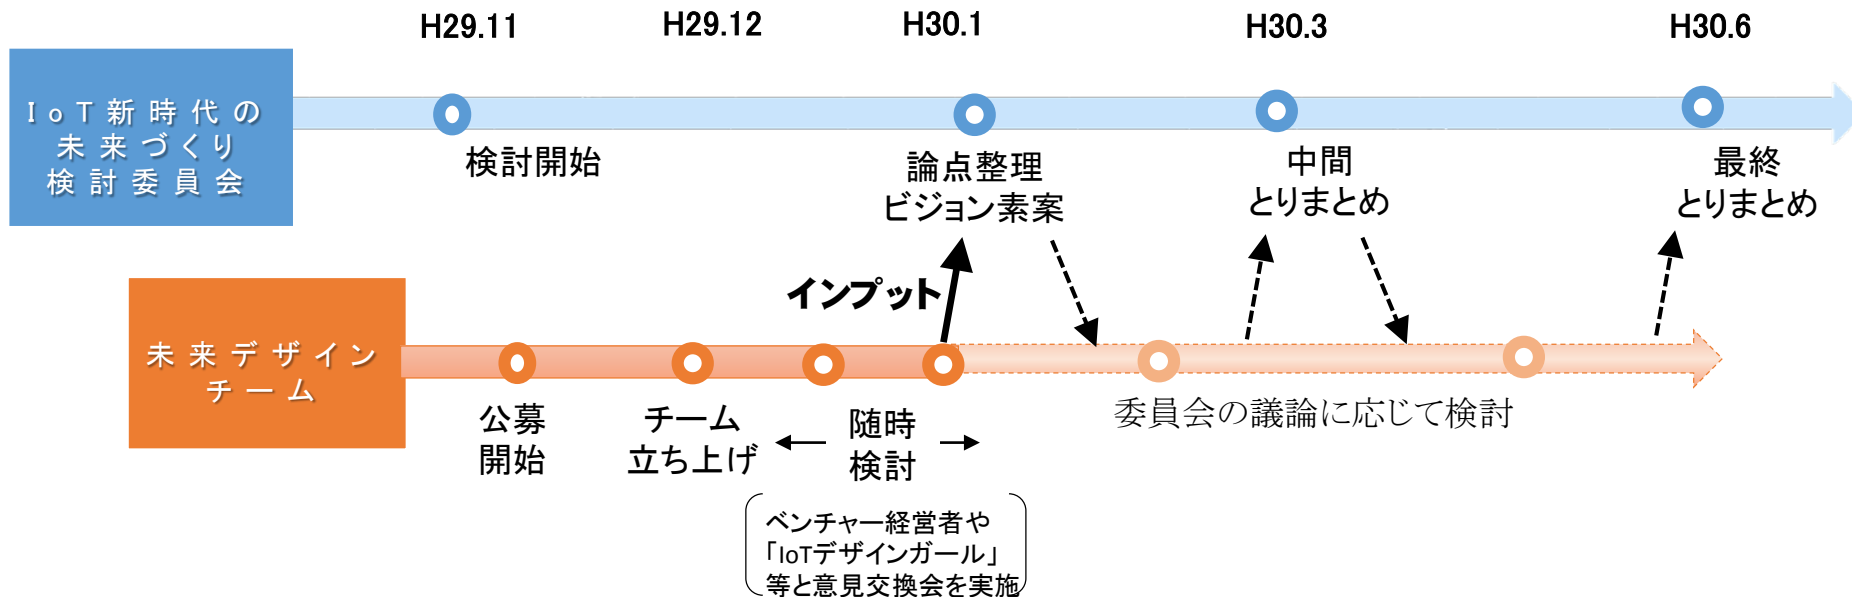 H29.11
H29.12
H30.1
H30.3
H30.6
IoT新時代の
未来づくり
検討委員会
検討開始
論点整理
ビジョン素案
中間
とりまとめ
最終
とりまとめ
インプット
未来デザイン
チーム
公募
開始
チーム
立ち上げ
随時
検討
委員会の議論に応じて検討
ベンチャー経営者や
「IoTデザインガール」
等と意見交換会を実施